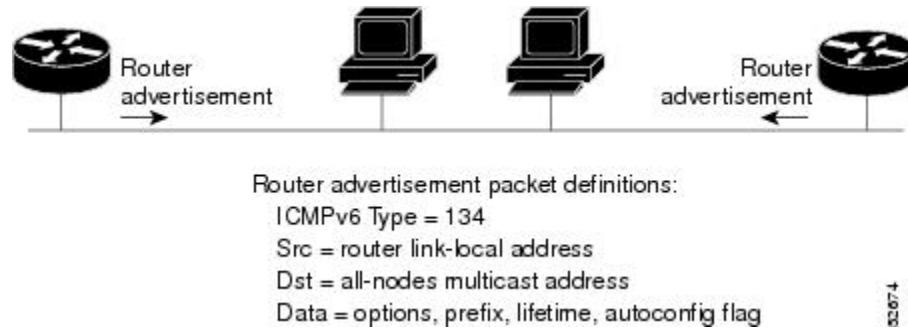 Router
advertisement
Router
advertisement
Router advertisement packet definitions:
ICMPv6 Type = 134
Src = router link-local address
Dst = all-nodes multicast address
Data = options, prefix, lifetime, autoconfig flag
52674